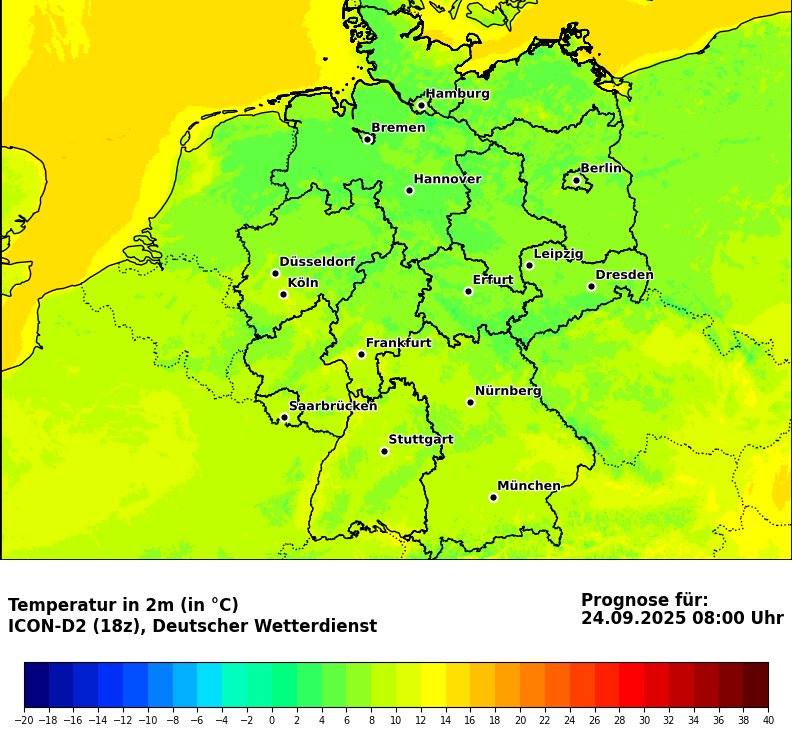 Hamburg
Bremen
Berlin
Hannover
Leipzig
Düsseldorf
Dresden
Köln
Erfurt
Frankfurt
Nürnberg
Saarbrücken
Stuttgart
München
Temperatur in 2m (in °C)
ICON-D2 (18z), Deutscher Wetterdienst
Prognose für:
24.09.2025 08:00 Uhr
−20 −18 −16 −14 −12 −10 −8 −6 −4 −2 0 2 4 6 8 10 12 14 16 18 20 22 24 26 28 30 32 34 36 38 40